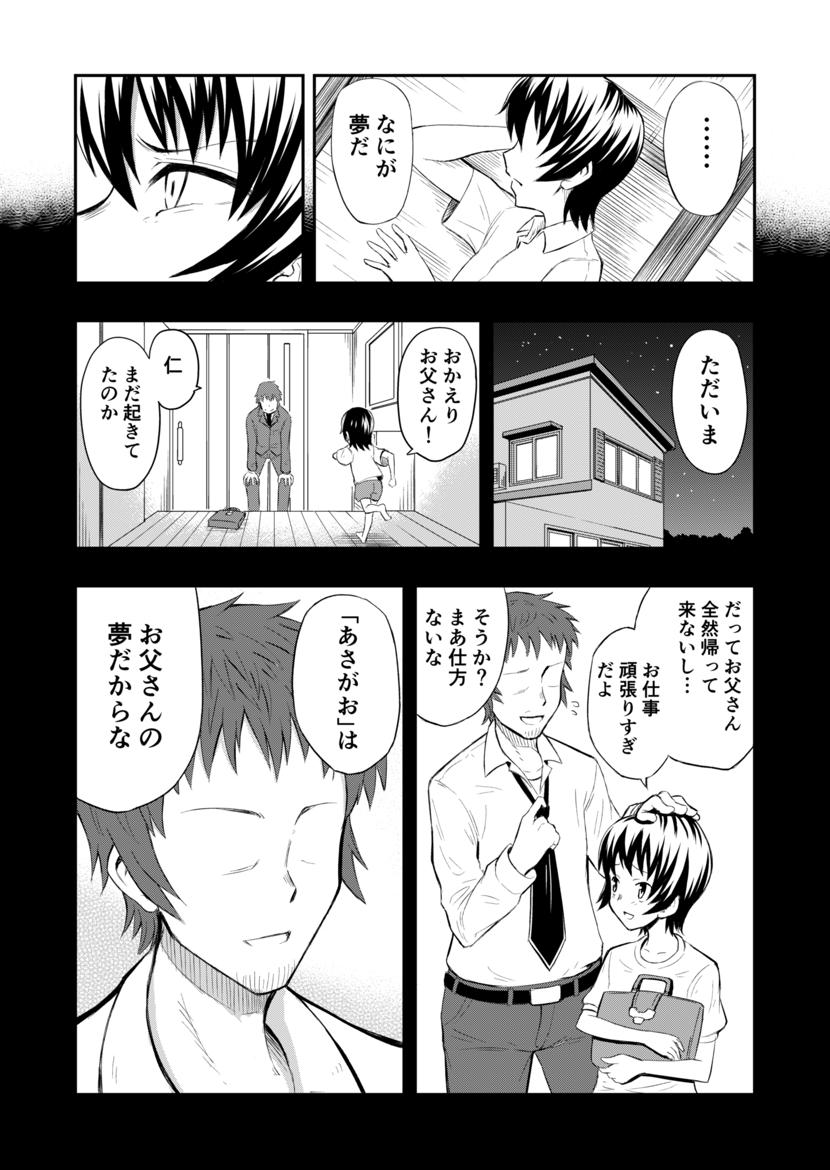 ……
なにが
夢だ
ただいま
おかえり
お父さん！
仁
まだ起きて
たのか
だってお父さん
全然帰って
来ないし…
お仕事
頑張りすぎ
だよ
そうか？
まあ仕方
ないな
「あさがお」は
お父さんの
夢だからな